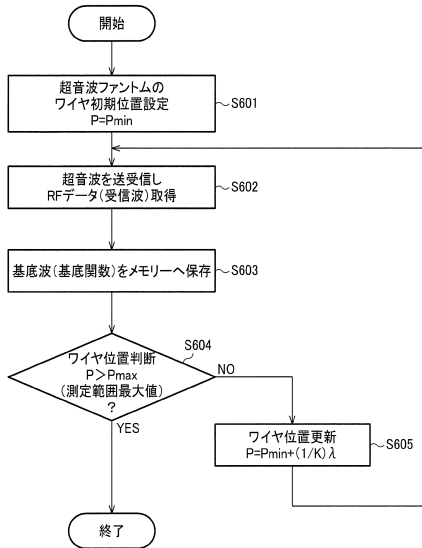 開始
超音波ファントムの
ワイヤ初期位置設定
P=Pmin
S601
超音波を送受信し
RFデータ(受信波)取得
S602
基底波(基底関数)をメモリーへ保存
S603
S604
ワイヤ位置判断
P＞Pmax
(測定範囲最大値)
?
NO
YES
ワイヤ位置更新
P=Pmin+(1/K)λ
S605
終了